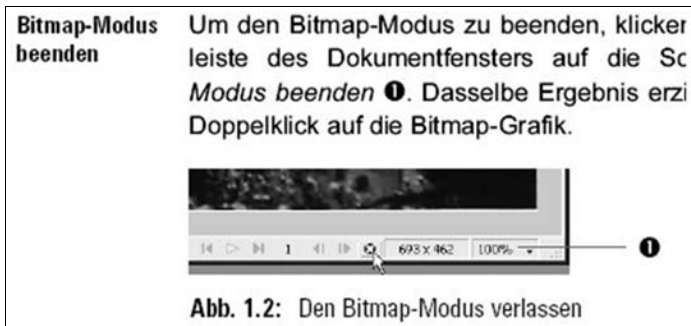 Bitmap-Modus
beenden
Um den Bitmap-Modus zu beenden, klicken
leiste des Dokumentfensters auf die Sc
Modus beenden ❶. Dasselbe Ergebnis erzi
Doppelklick auf die Bitmap-Grafik.
1 693 x 462 100% ❶
Abb. 1.2: Den Bitmap-Modus verlassen